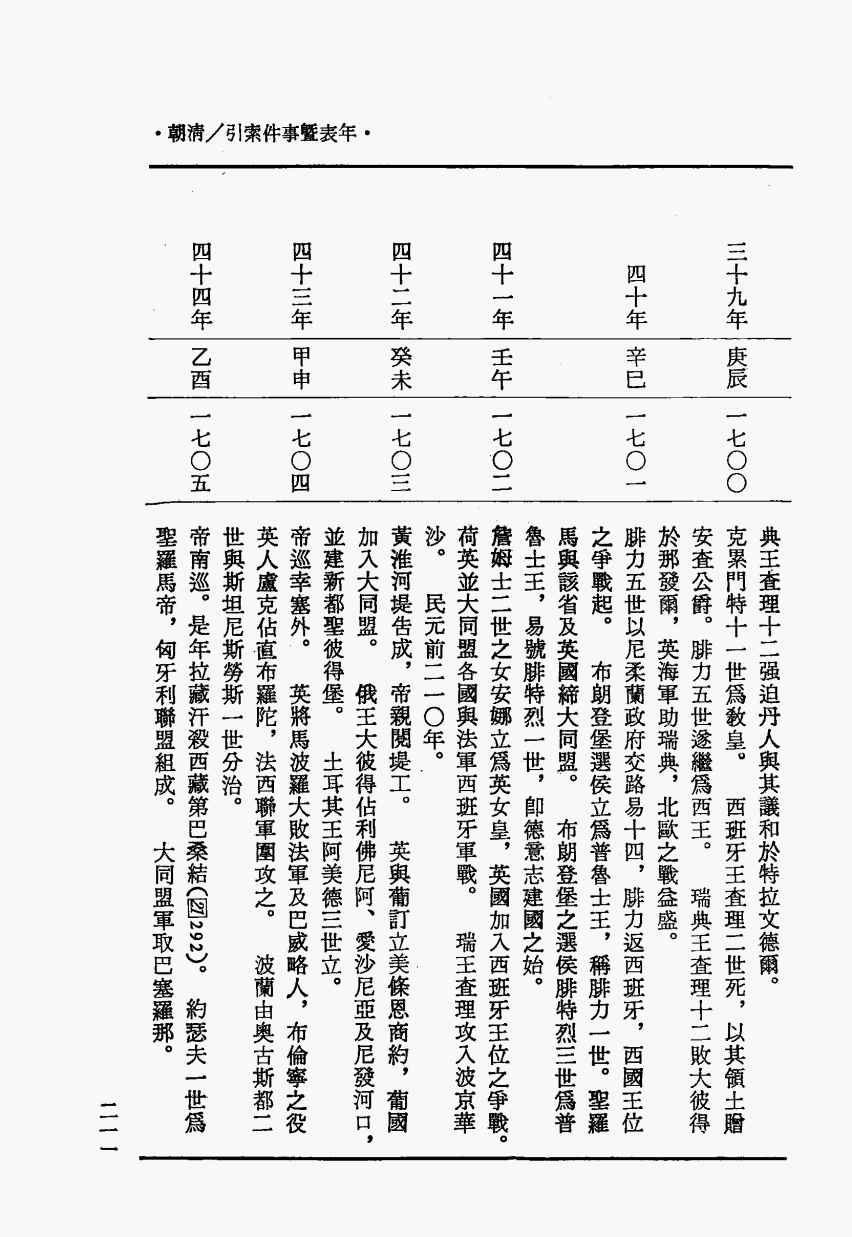 •朝清／引索件事暨表年•
三十九年 庚辰 一七〇〇
四十年 辛巳 一七〇一
四十一年 壬午 一七〇二
四十二年 癸未 一七〇三
四十三年 甲申 一七〇四
四十四年 乙酉 一七〇五
典王查理十二强迫丹人與其議和於特拉文德爾。
克累門特十一世爲教皇。　西班牙王查理二世死，以其領土贈
安查公爵。腓力五世遂繼爲西王。　瑞典王查理十二敗大彼得
於那發爾，英海軍助瑞典，北歐之戰益盛。
腓力五世以尼柔蘭政府交路易十四，腓力返西班牙，西國王位
之爭戰起。　布朗登堡選侯立爲普魯士王，稱腓力一世。聖羅
馬與該省及英國締大同盟。　布朗登堡之選侯腓特烈三世爲普
魯士王，易號腓特烈一世，卽德意志建國之始。
詹姆士二世之女安娜立爲英女皇，英國加入西班牙王位之爭戰。
荷英並大同盟各國與法軍西班牙軍戰。　瑞王查理攻入波京華
沙。　民元前二一〇年。
黃淮河堤告成，帝親閱堤工。　英與葡訂立美條恩商約，葡國
加入大同盟。　俄王大彼得佔利佛尼阿、愛沙尼亞及尼發河口，
並建新都聖彼得堡。　土耳其王阿美德三世立。
帝巡幸塞外。　英將馬波羅大敗法軍及巴威略人，布倫寧之役
英人盧克佔直布羅陀，法西聯軍圍攻之。　波蘭由奧古斯都二
世與斯坦尼斯勞斯一世分治。
帝南巡。是年拉藏汗殺西藏第巴桑結(図292)。　約瑟夫一世爲
聖羅馬帝，匈牙利聯盟組成。　大同盟軍取巴塞羅那。
二一一